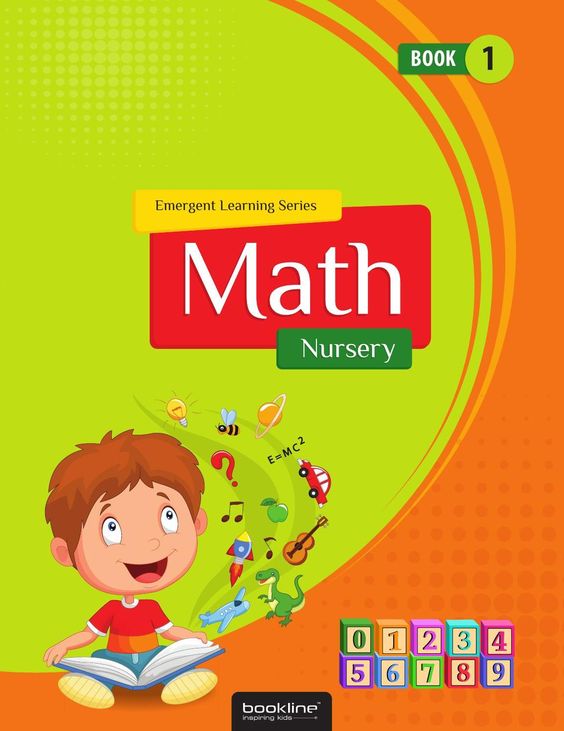 BOOK 1
Emergent Learning Series
Math
Nursery
E=MC²
?
0 1 2 3 4
5 6 7 8 9
bookline
inspiring kids